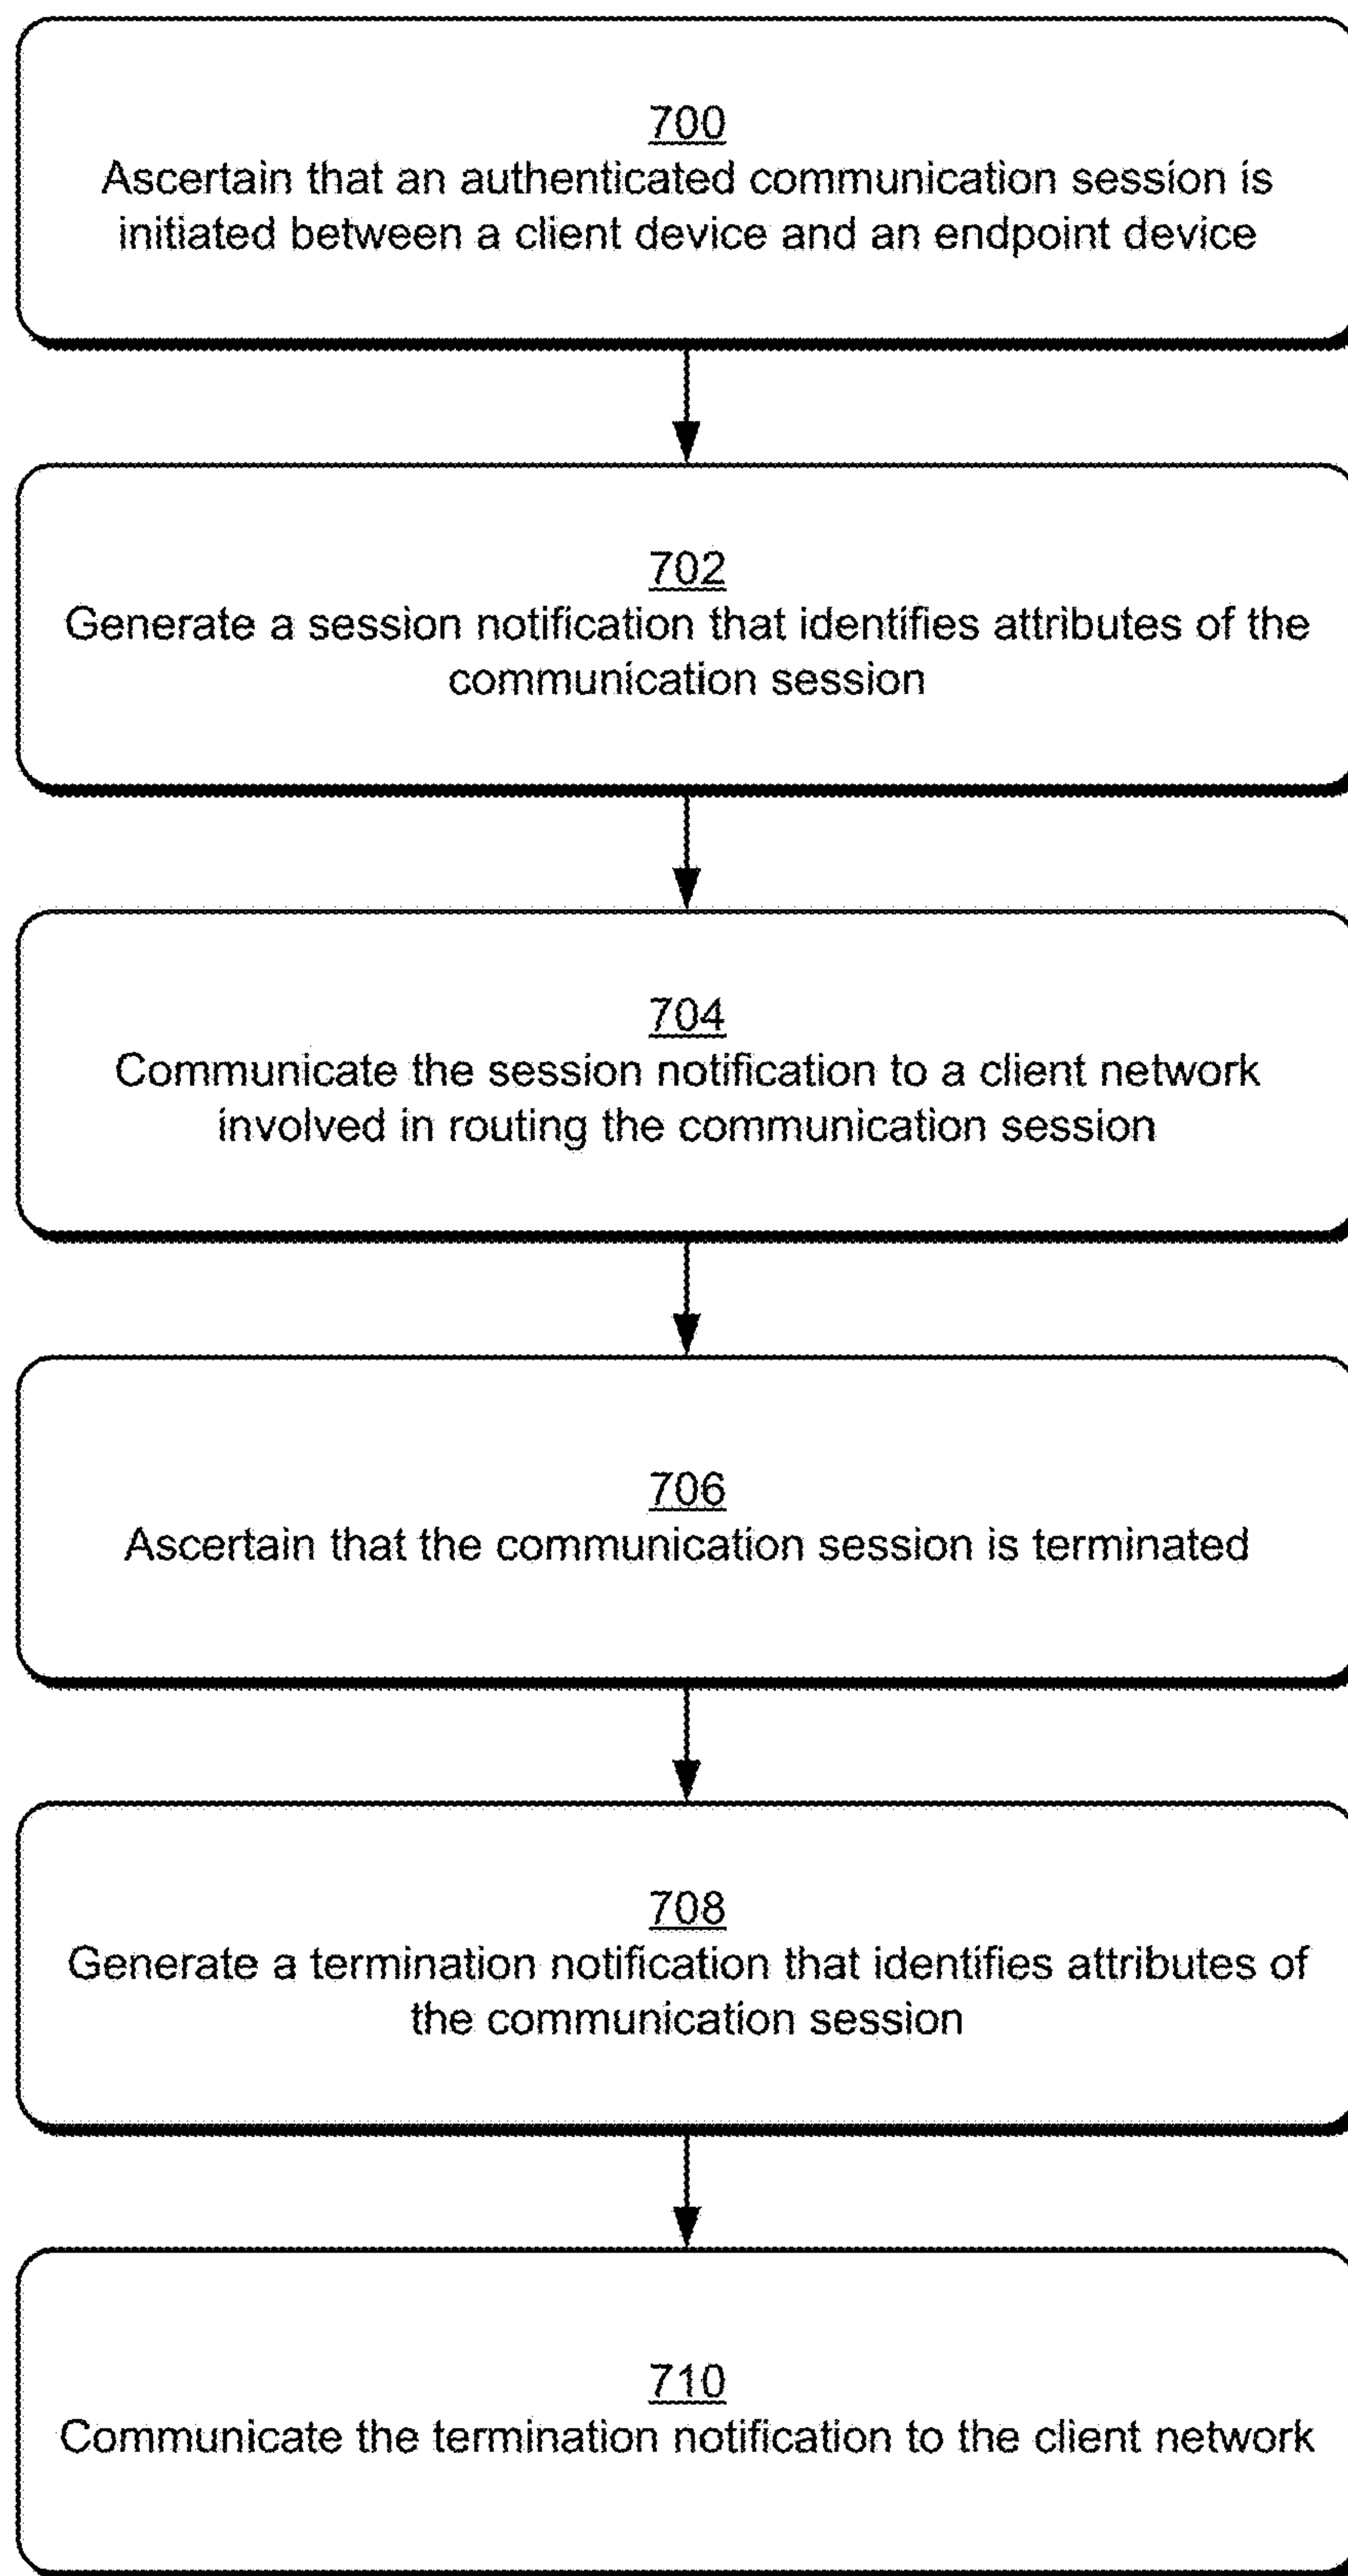 700
Ascertain that an authenticated communication session is
initiated between a client device and an endpoint device
702
Generate a session notification that identifies attributes of the
communication session
704
Communicate the session notification to a client network
involved in routing the communication session
706
Ascertain that the communication session is terminated
708
Generate a termination notification that identifies attributes of
the communication session
710
Communicate the termination notification to the client network